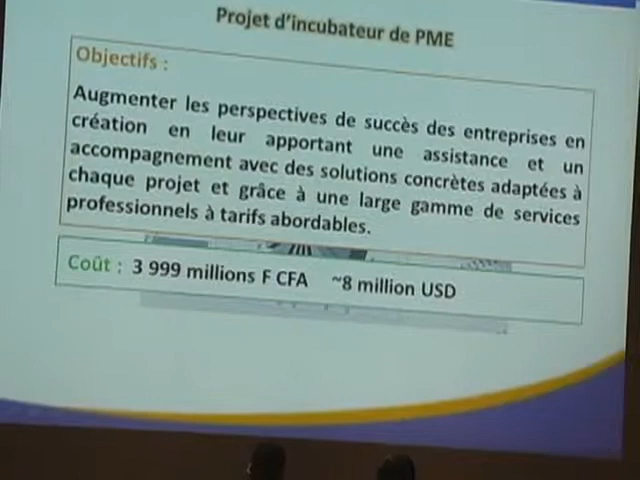 Projet d'incubateur de PME
Objectifs :
Augmenter les perspectives de succès des entreprises en
création en leur apportant une assistance et un
accompagnement avec des solutions concrètes adaptées à
chaque projet et grâce à une large gamme de services
professionnels à tarifs abordables.
Coût : 3 999 millions F CFA ~8 million USD